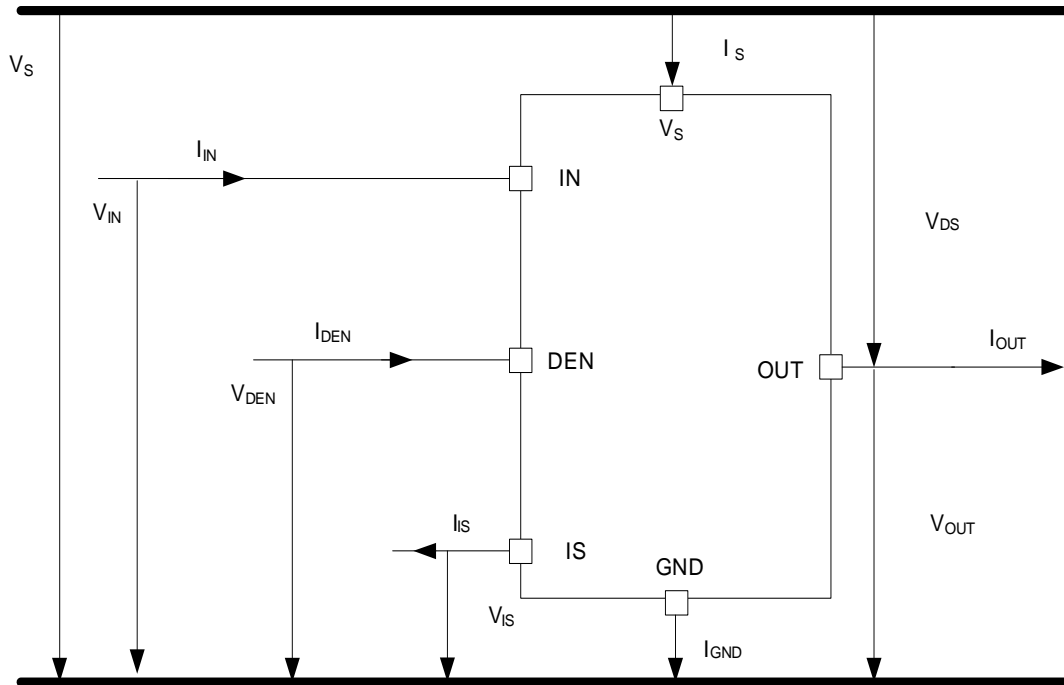 V_S
I_S
V_S
I_IN
IN
V_IN
V_DS
I_DEN
DEN
I_OUT
OUT
V_DEN
I_IS
IS
V_OUT
GND
V_IS
I_GND